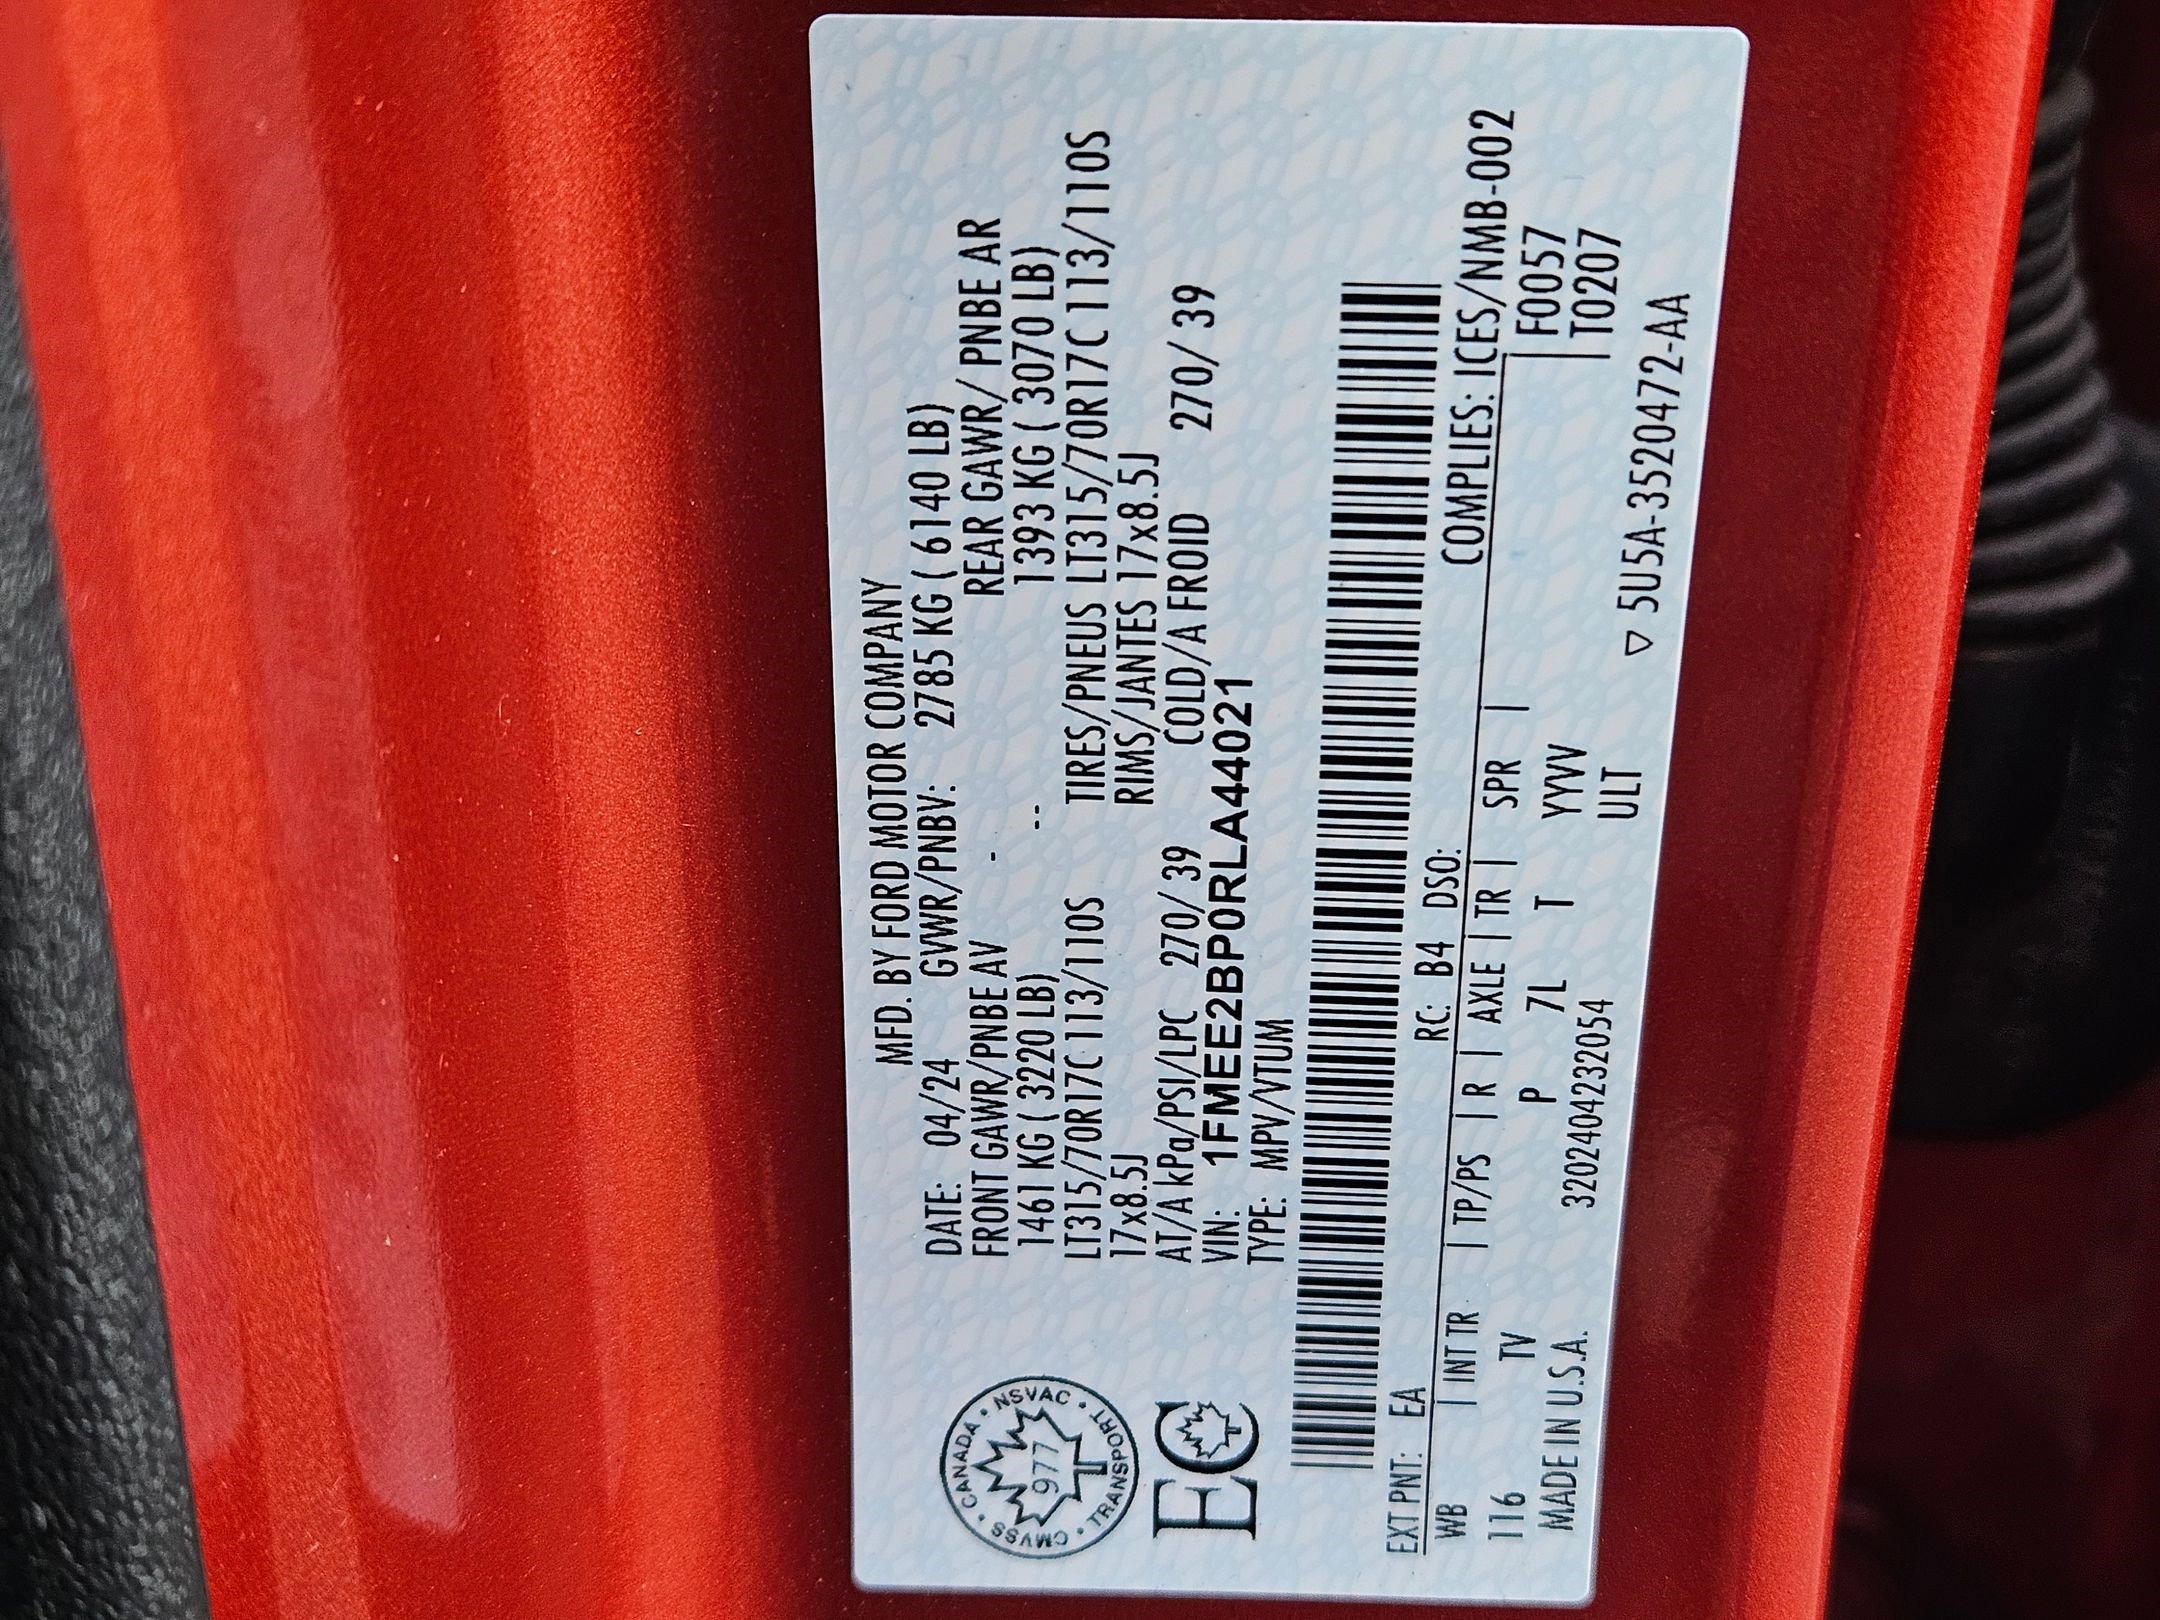 MFD. BY FORD MOTOR COMPANY
DATE: 04/24 GVWR/PNBV: 2785 KG ( 6140 LB)
FRONT GAWR/PNBE AV - REAR GAWR/ PNBE AR
1461 KG ( 3220 LB) -- 1393 KG ( 3070 LB)
LT315/70R17C 113/110S TIRES/PNEUS LT315/70R17C 113/110S
17x8.5J RIMS/JANTES 17x8.5J
AT/A kPa/PSI/LPC 270/ 39 COLD/A FROID 270/ 39
VIN: 1FMEE2BP0RLA44021
TYPE: MPV/VTUM
CANADA • NSVAC • TRANSPORT • CMVSS •
977
EC
EXT PNT: EA RC: B4 DSO: COMPLIES: ICES/NMB-002
WB | INT TR | TP/PS | R | AXLE | TR | SPR | | F0057
116 TV P 7L T YYVV | T0207
MADE IN U.S.A. 320240423205​4 ULT
▽ 5U5A-3520472-AA